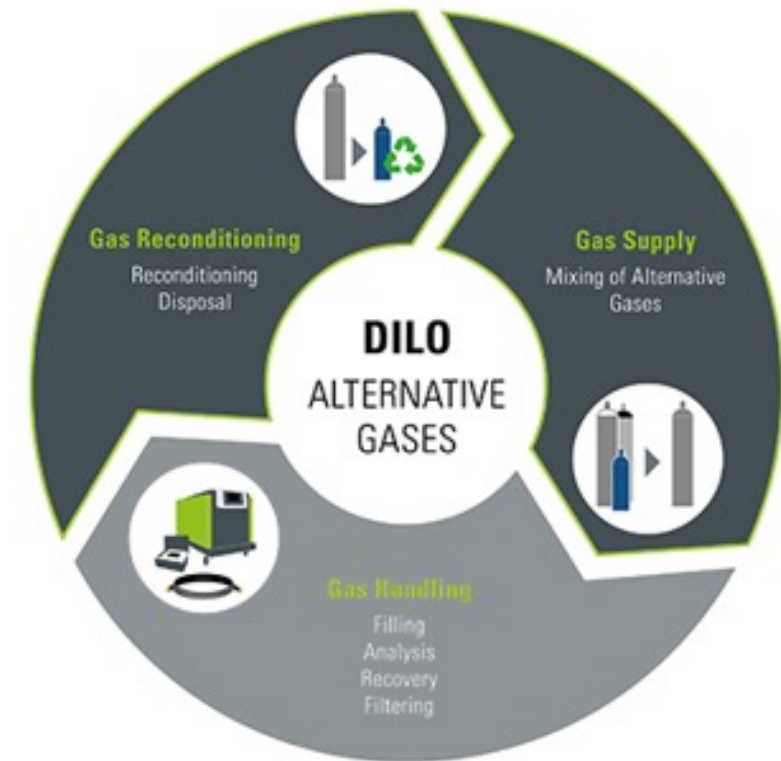 Gas Reconditioning
Reconditioning
Disposal
Gas Supply
Mixing of Alternative
Gases
DILO
ALTERNATIVE
GASES
Gas Handling
Filling
Analysis
Recovery
Filtering